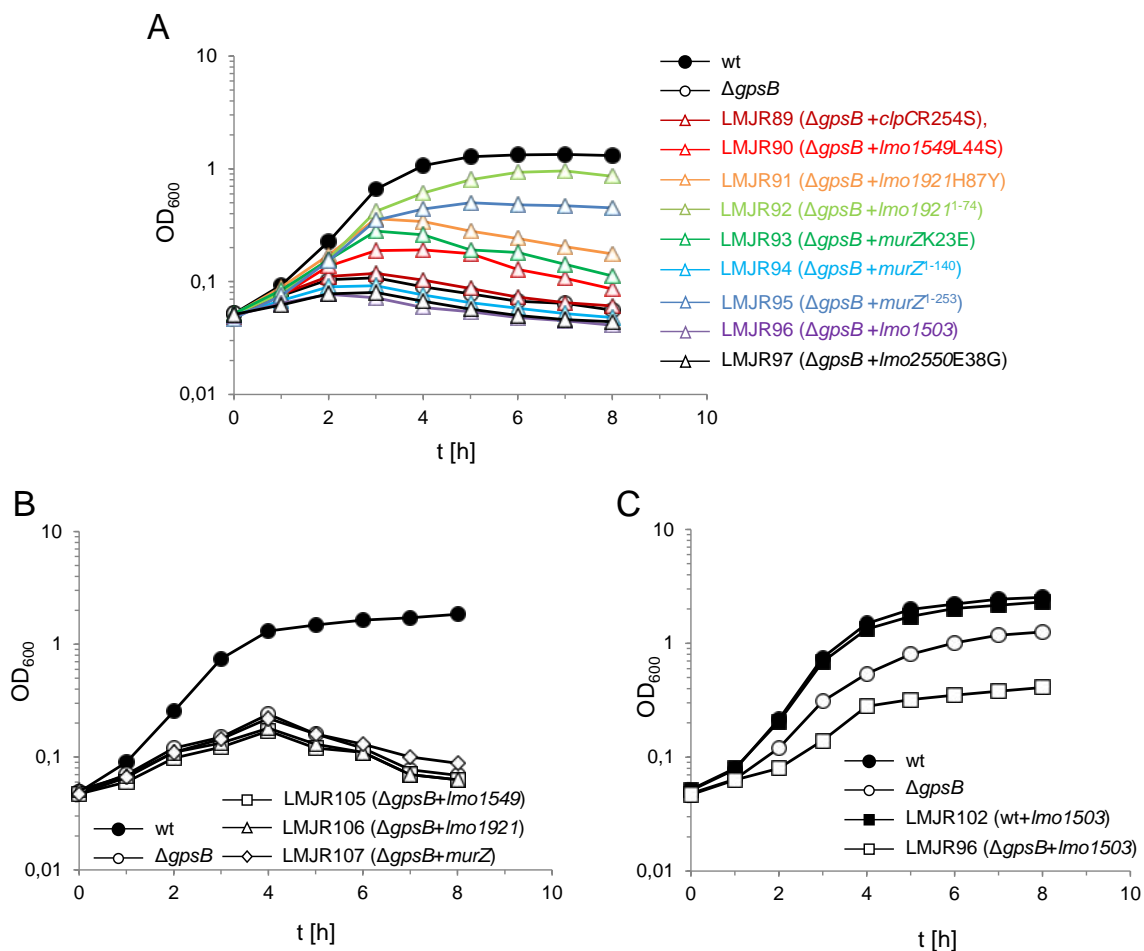 A
10
1
0,1
0,01
OD600
0
2
4
6
8
10
t [h]
wt
ΔgpsB
LMJR89 (ΔgpsB +clpCR254S),
LMJR90 (ΔgpsB +lmo1549L44S)
LMJR91 (ΔgpsB +lmo1921H87Y)
LMJR92 (ΔgpsB +lmo1921¹⁻⁷⁴)
LMJR93 (ΔgpsB +murZK23E)
LMJR94 (ΔgpsB +murZ¹⁻¹⁴⁰)
LMJR95 (ΔgpsB +murZ¹⁻²⁵³)
LMJR96 (ΔgpsB +lmo1503)
LMJR97 (ΔgpsB +lmo2550E38G)
B
10
1
0,1
0,01
OD600
0
2
4
6
8
10
t [h]
wt
ΔgpsB
LMJR105 (ΔgpsB+lmo1549)
LMJR106 (ΔgpsB+lmo1921)
LMJR107 (ΔgpsB+murZ)
C
10
1
0,1
0,01
OD600
0
2
4
6
8
10
t [h]
wt
ΔgpsB
LMJR102 (wt+lmo1503)
LMJR96 (ΔgpsB+lmo1503)